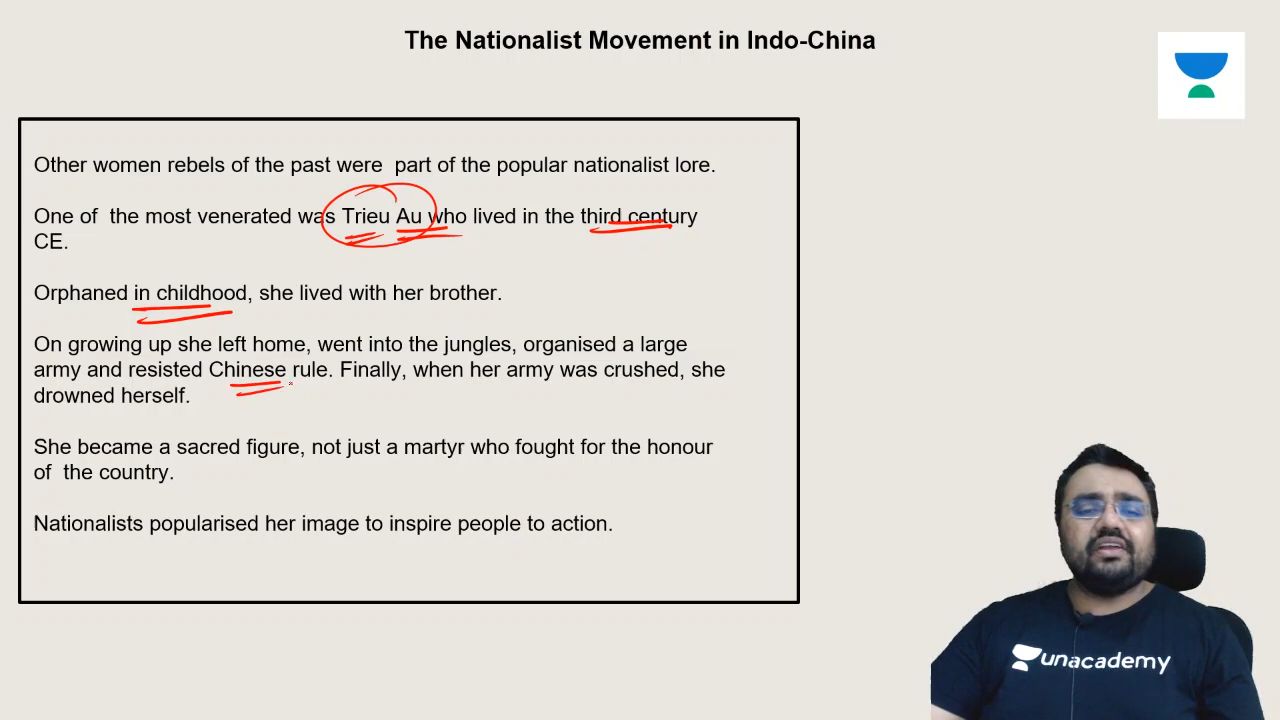 The Nationalist Movement in Indo-China
Other women rebels of the past were part of the popular nationalist lore.
One of the most venerated was Trieu Au who lived in the third century
CE.
Orphaned in childhood, she lived with her brother.
On growing up she left home, went into the jungles, organised a large
army and resisted Chinese rule. Finally, when her army was crushed, she
drowned herself.
She became a sacred figure, not just a martyr who fought for the honour
of the country.
Nationalists popularised her image to inspire people to action.
unacademy